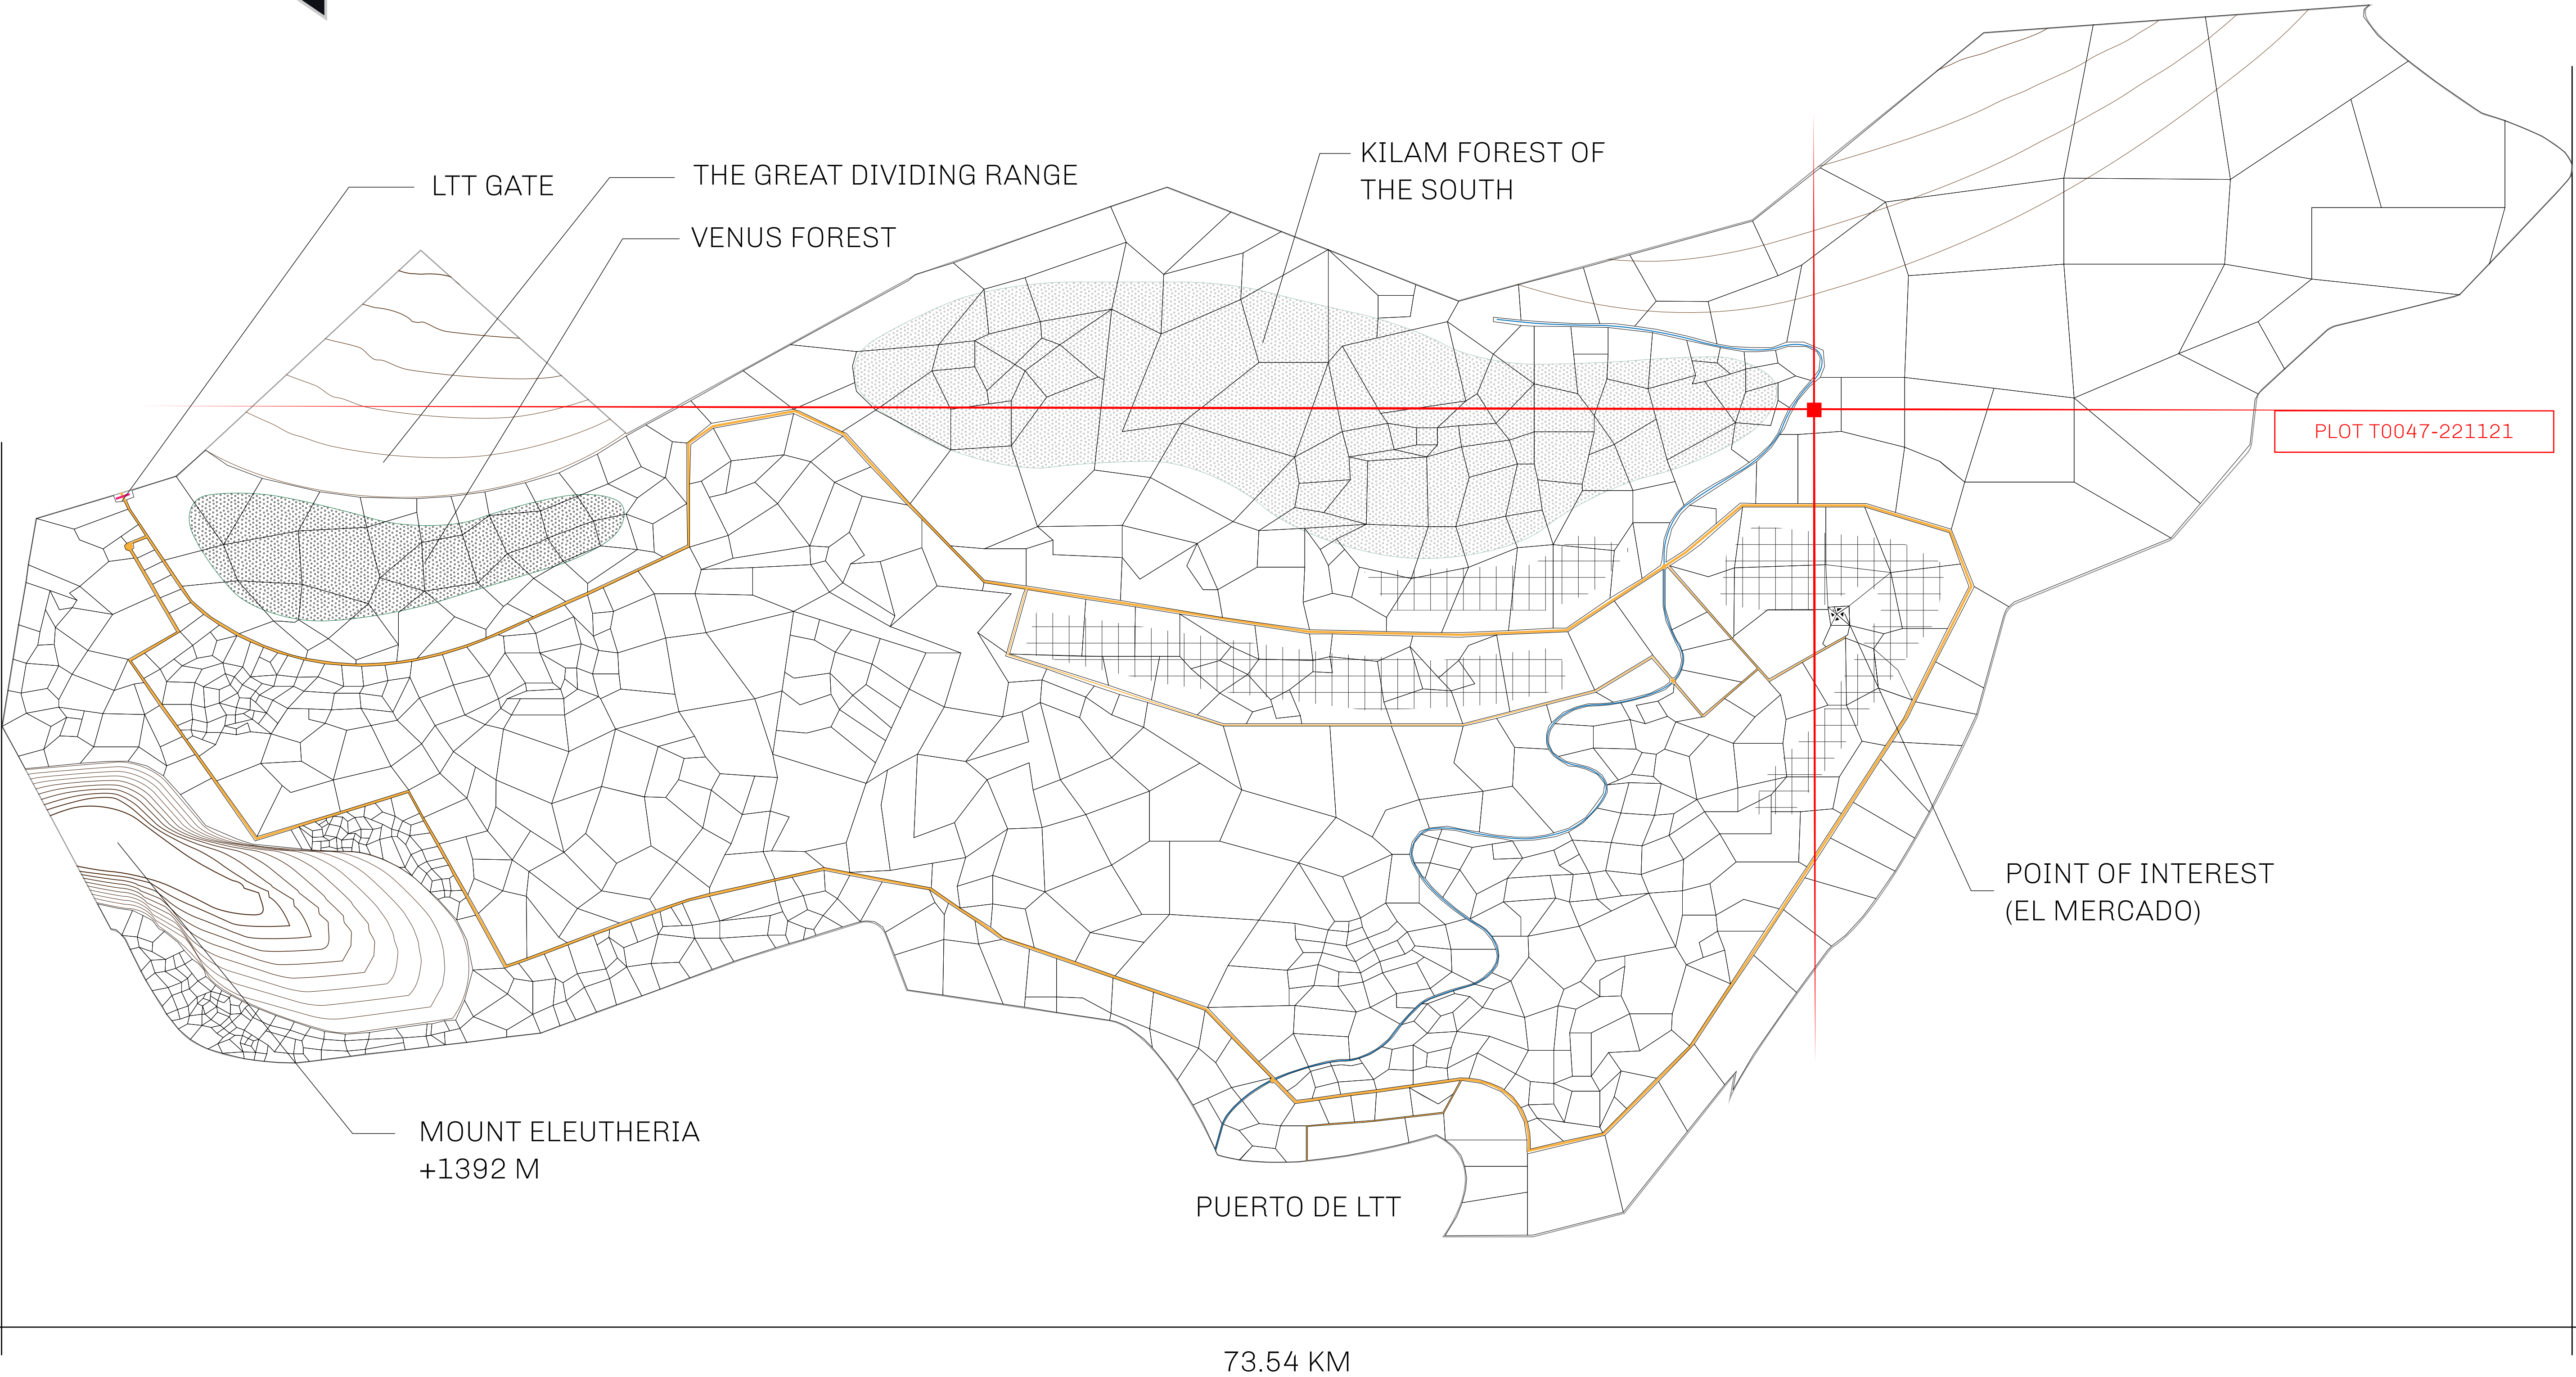 KILAM FOREST OF
THE SOUTH
THE GREAT DIVIDING RANGE
LTT GATE
VENUS FOREST
PLOT T0047-221121
POINT OF INTEREST
(EL MERCADO)
MOUNT ELEUTHERIA
+1392 M
PUERTO DE LTT
73.54 KM